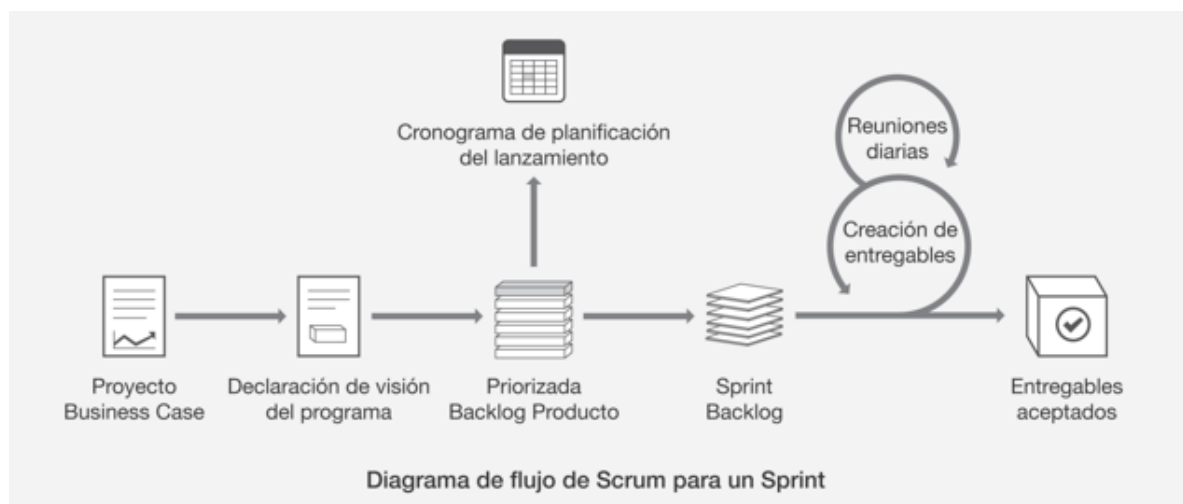 Cronograma de planificación
del lanzamiento
Reuniones
diarias
Creación de
entregables
Proyecto
Business Case
Declaración de visión
del programa
Priorizada
Backlog Producto
Sprint
Backlog
Entregables
aceptados
Diagrama de flujo de Scrum para un Sprint